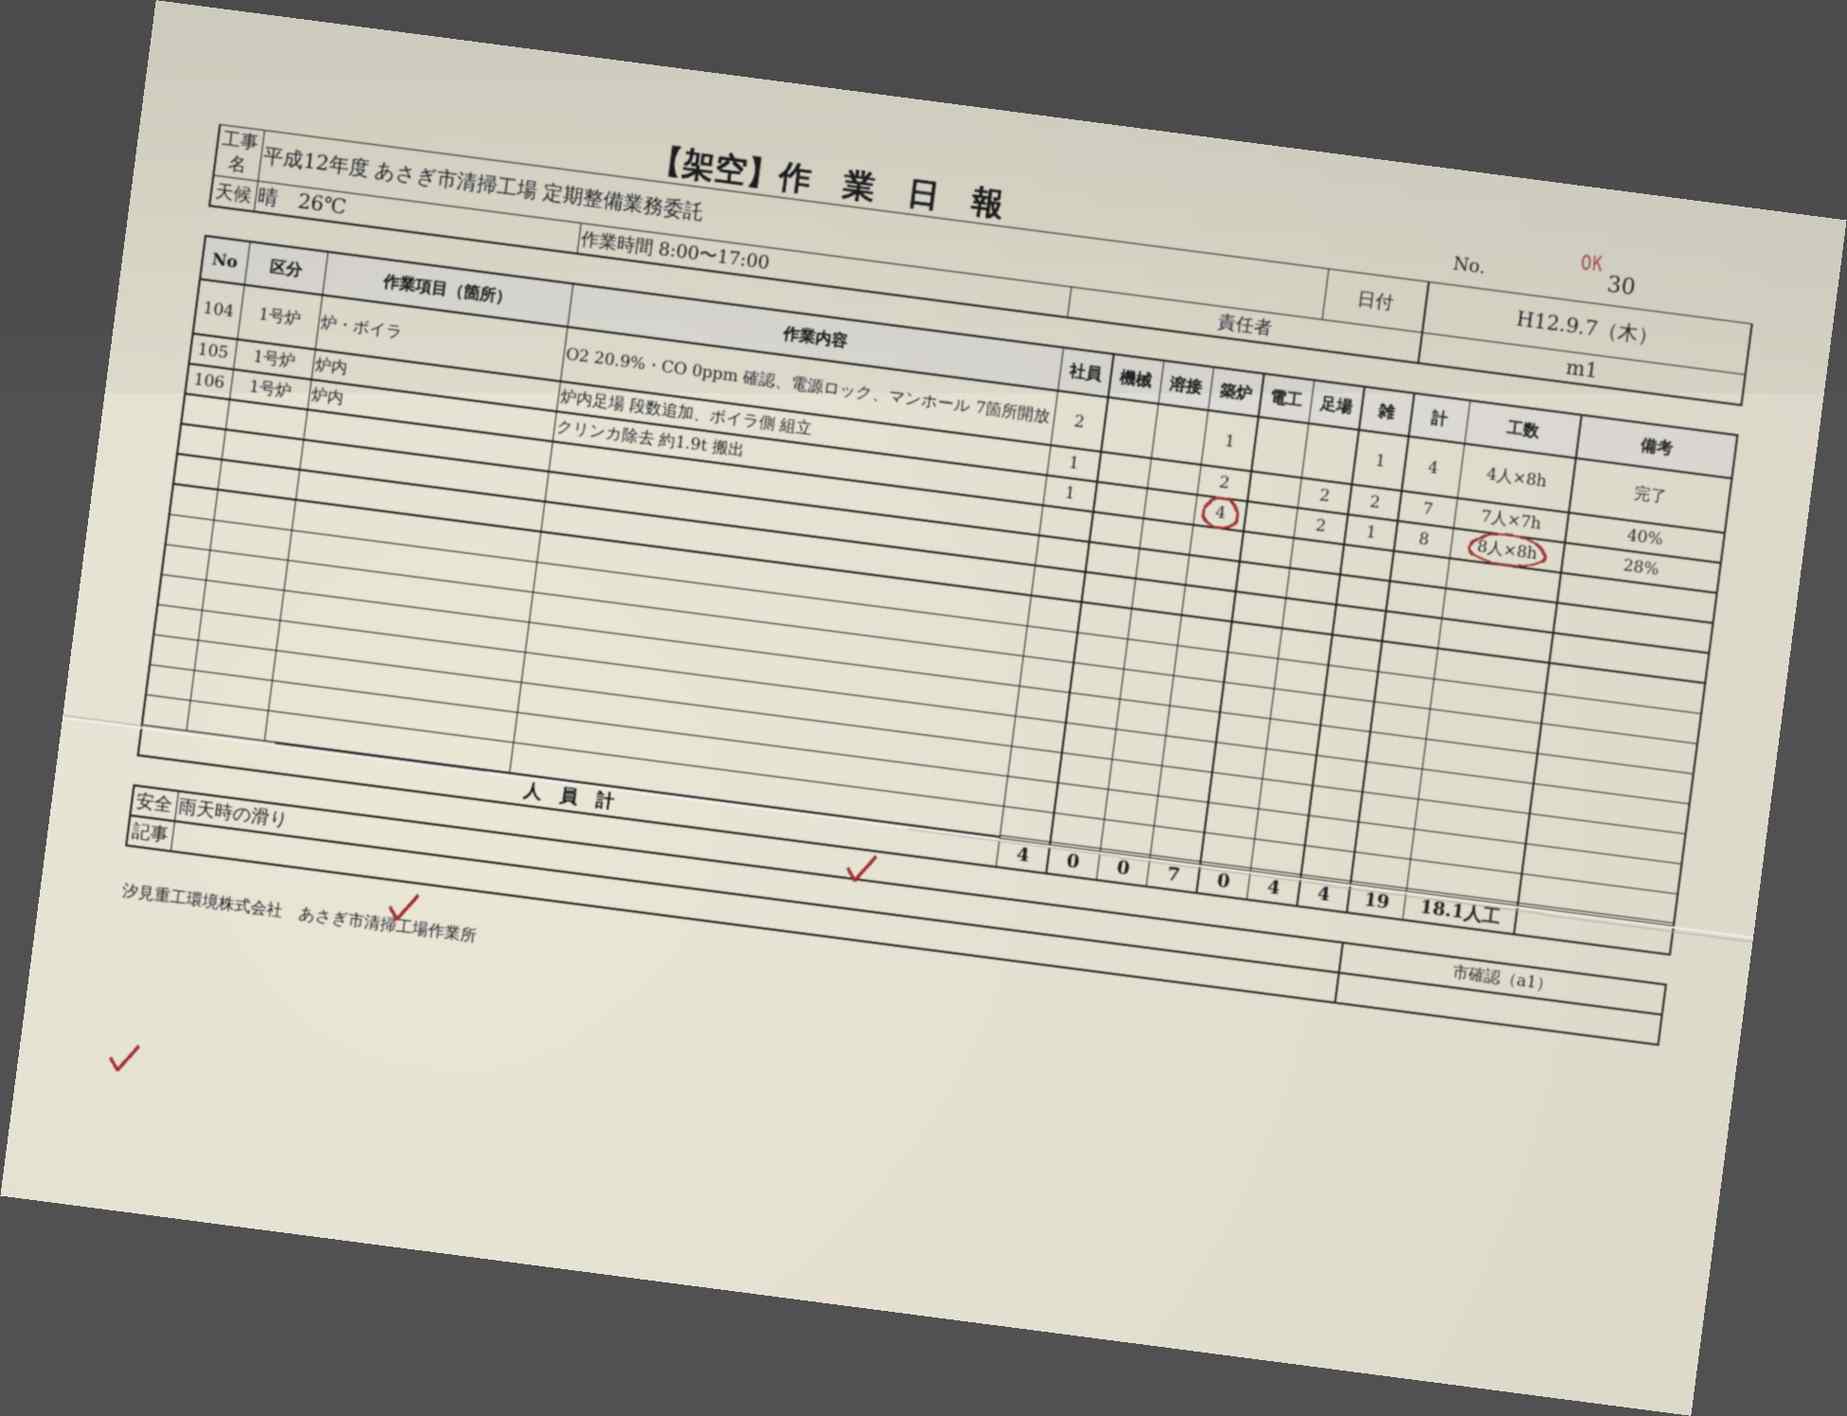 【架空】作　業　日　報
No. 30
OK
工事名 平成12年度 あさぎ市清掃工場 定期整備業務委託 日付 H12.9.7（木）
天候 晴　26℃ 作業時間 8:00〜17:00 責任者 m1
No 区分 作業項目（箇所） 作業内容 社員 機械 溶接 築炉 電工 足場 雑 計 工数 備考
104 1号炉 炉・ボイラ O2 20.9%・CO 0ppm 確認、電源ロック、マンホール 7箇所開放 2 1 1 4 4人×8h 完了
105 1号炉 炉内 炉内足場 段数追加、ボイラ側 組立 1 2 2 2 7 7人×7h 40%
106 1号炉 炉内 クリンカ除去 約1.9t 搬出 1 4 2 1 8 8人×8h 28%
人　員　計 4 0 0 7 0 4 4 19 18.1人工
安全 雨天時の滑り 市確認（a1）
記事
汐見重工環境株式会社　あさぎ市清掃工場作業所